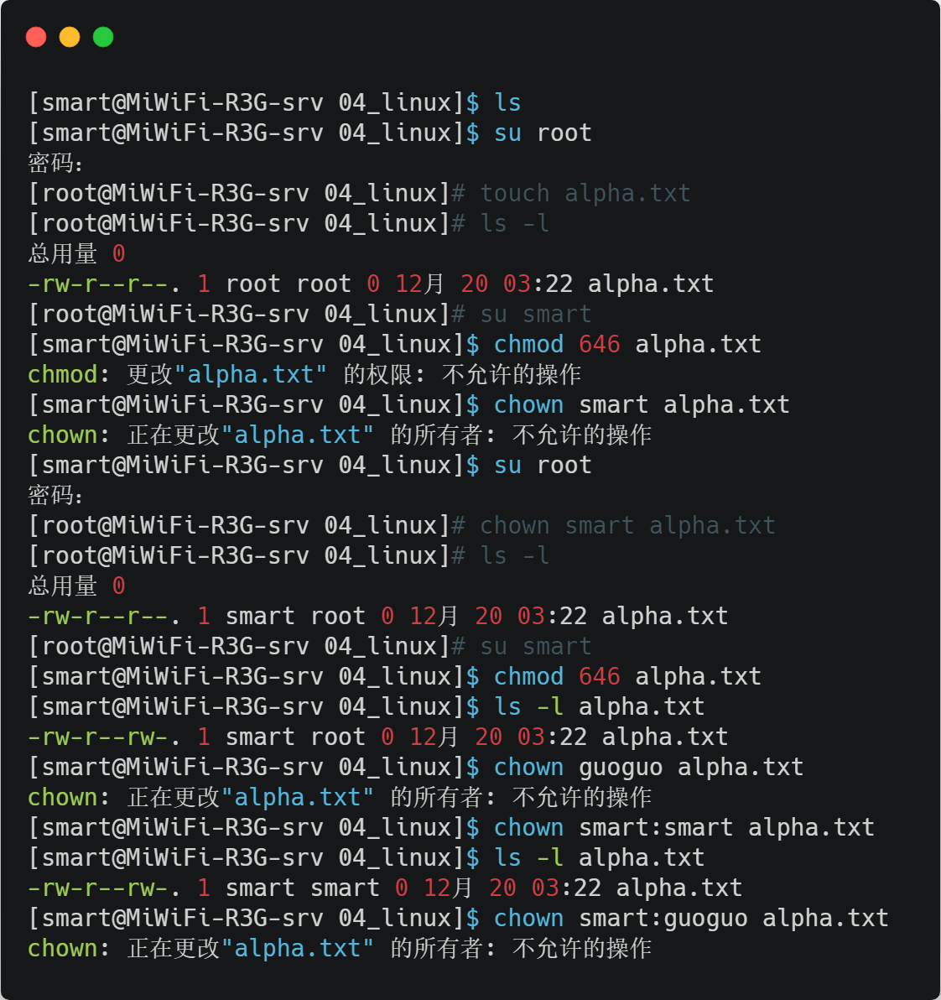 [smart@MiWiFi-R3G-srv 04_linux]$ ls
[smart@MiWiFi-R3G-srv 04_linux]$ su root
密码：
[root@MiWiFi-R3G-srv 04_linux]# touch alpha.txt
[root@MiWiFi-R3G-srv 04_linux]# ls -l
总用量 0
-rw-r--r--. 1 root root 0 12月 20 03:22 alpha.txt
[root@MiWiFi-R3G-srv 04_linux]# su smart
[smart@MiWiFi-R3G-srv 04_linux]$ chmod 646 alpha.txt
chmod: 更改"alpha.txt" 的权限: 不允许的操作
[smart@MiWiFi-R3G-srv 04_linux]$ chown smart alpha.txt
chown: 正在更改"alpha.txt" 的所有者: 不允许的操作
[smart@MiWiFi-R3G-srv 04_linux]$ su root
密码：
[root@MiWiFi-R3G-srv 04_linux]# chown smart alpha.txt
[root@MiWiFi-R3G-srv 04_linux]# ls -l
总用量 0
-rw-r--r--. 1 smart root 0 12月 20 03:22 alpha.txt
[root@MiWiFi-R3G-srv 04_linux]# su smart
[smart@MiWiFi-R3G-srv 04_linux]$ chmod 646 alpha.txt
[smart@MiWiFi-R3G-srv 04_linux]$ ls -l alpha.txt
-rw-r--rw-. 1 smart root 0 12月 20 03:22 alpha.txt
[smart@MiWiFi-R3G-srv 04_linux]$ chown guoguo alpha.txt
chown: 正在更改"alpha.txt" 的所有者: 不允许的操作
[smart@MiWiFi-R3G-srv 04_linux]$ chown smart:smart alpha.txt
[smart@MiWiFi-R3G-srv 04_linux]$ ls -l alpha.txt
-rw-r--rw-. 1 smart smart 0 12月 20 03:22 alpha.txt
[smart@MiWiFi-R3G-srv 04_linux]$ chown smart:guoguo alpha.txt
chown: 正在更改"alpha.txt" 的所有者: 不允许的操作